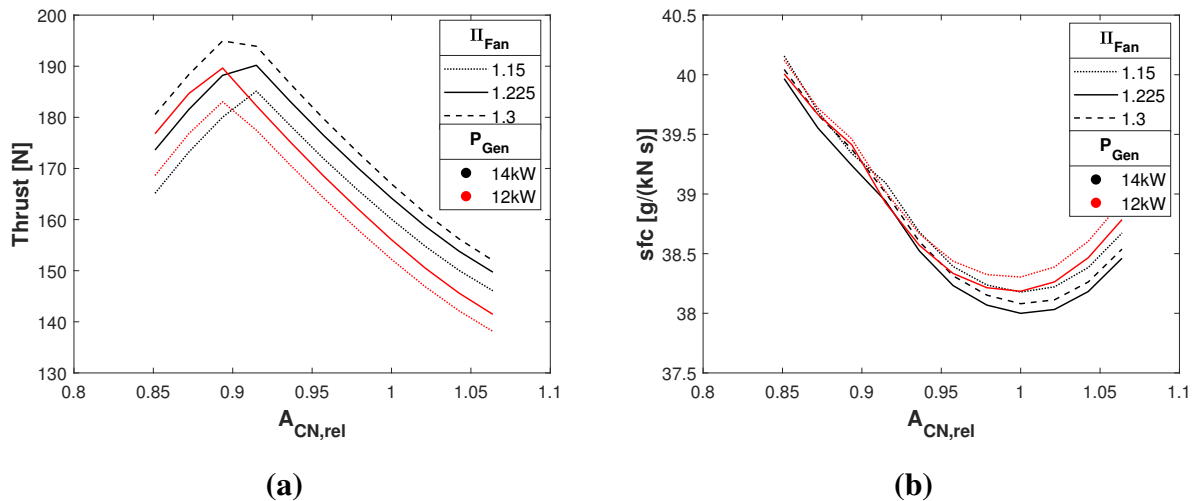 200
190
180
170
160
150
140
130
Thrust [N]
0.8
0.85
0.9
0.95
1
1.05
1.1
A_CN,rel
Π_Fan
1.15
1.225
1.3
P_Gen
14kW
12kW
(a)
40.5
40
39.5
39
38.5
38
37.5
sfc [g/(kN s)]
0.8
0.85
0.9
0.95
1
1.05
1.1
A_CN,rel
Π_Fan
1.15
1.225
1.3
P_Gen
14kW
12kW
(b)